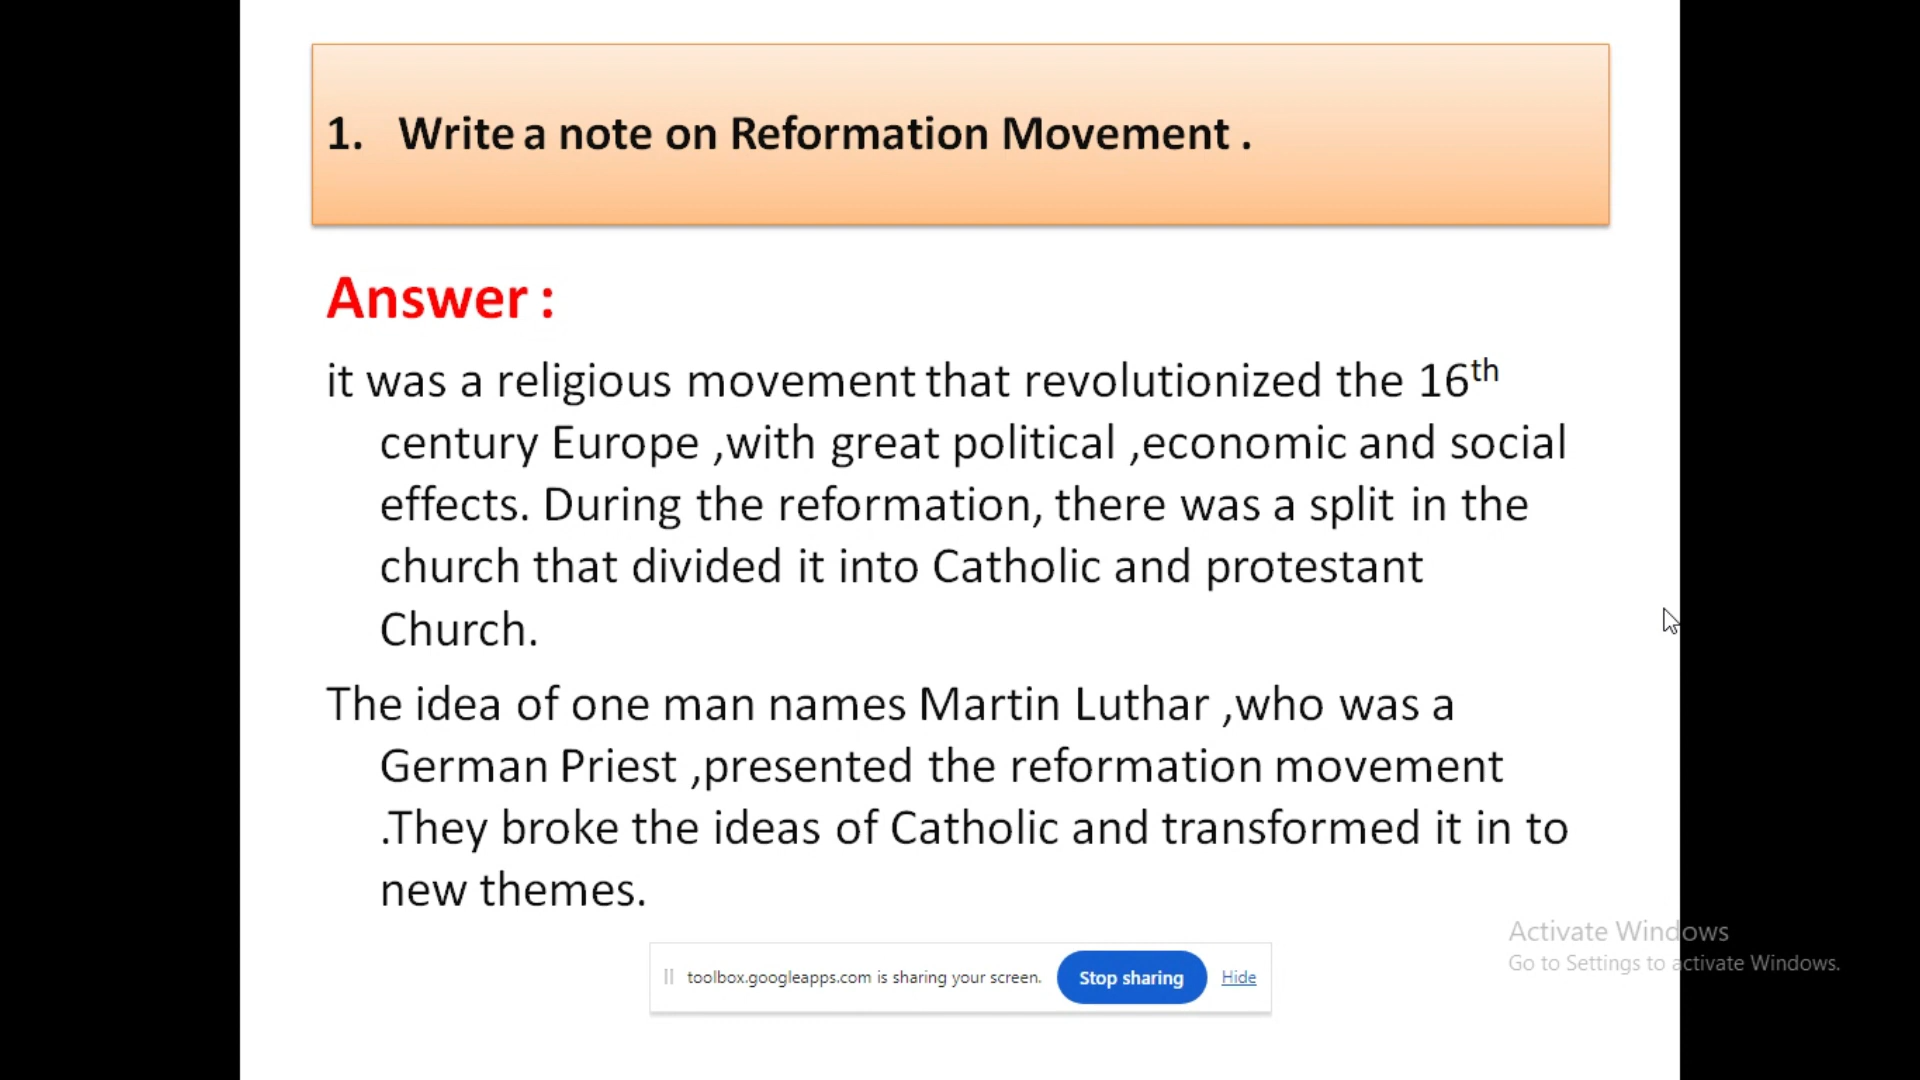 1. Write a note on Reformation Movement .
Answer :
it was a religious movement that revolutionized the 16th
century Europe ,with great political ,economic and social
effects. During the reformation, there was a split in the
church that divided it into Catholic and protestant
Church.
The idea of one man names Martin Luthar ,who was a
German Priest ,presented the reformation movement
.They broke the ideas of Catholic and transformed it in to
new themes.
Activate Windows
Go to Settings to activate Windows.
toolbox.googleapps.com is sharing your screen. Stop sharing Hide